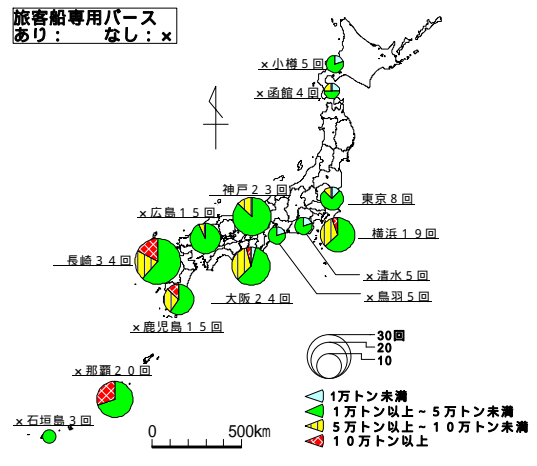 旅客船専用バース
あり：　　なし：×
×小樽５回
×函館４回
神戸２３回
東京８回
×広島１５回
横浜１９回
長崎３４回
×清水５回
大阪２４回
×鳥羽５回
×鹿児島１５回
30回
20
10
×那覇２０回
1万トン未満
1万トン以上～５万トン未満
×石垣島３回
５万トン以上～１０万トン未満
１０万トン以上
0 500km